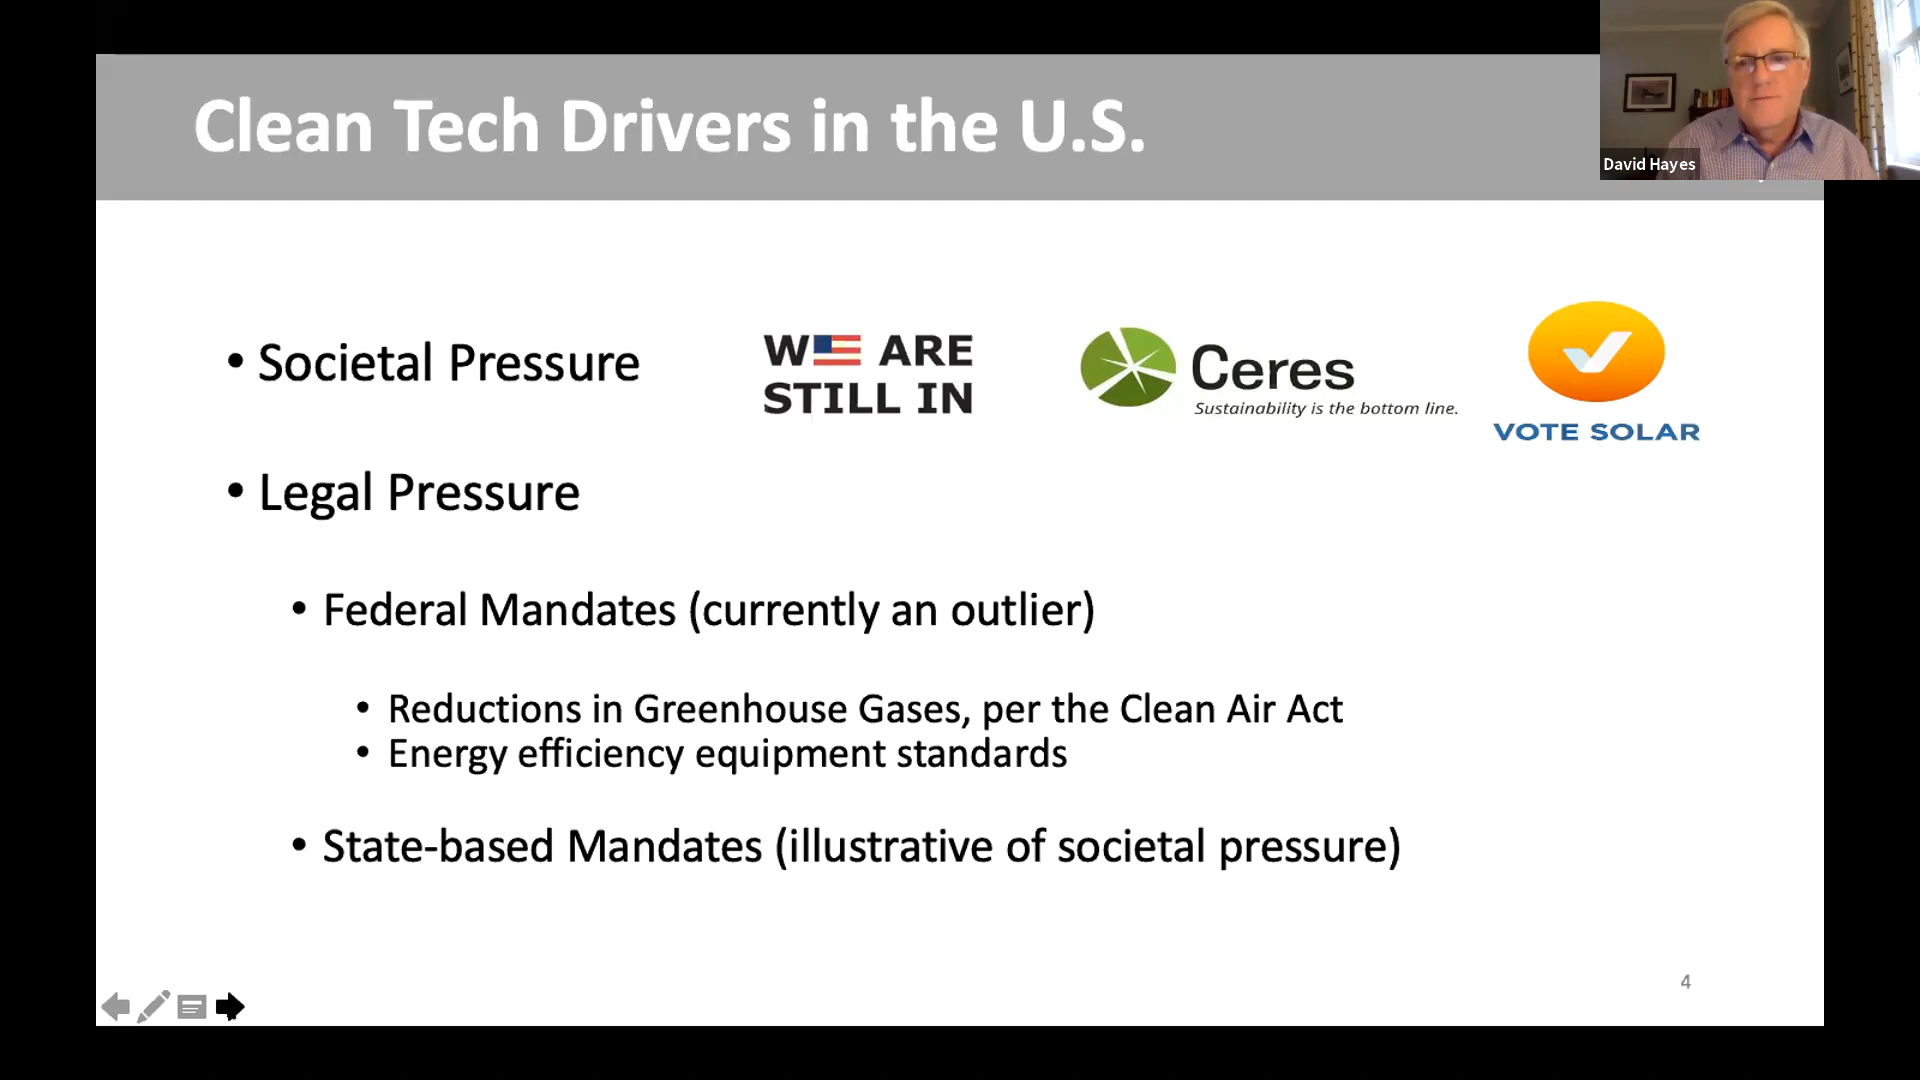 Clean Tech Drivers in the U.S.
David Hayes
• Societal Pressure
W ARE
STILL IN
Ceres
Sustainability is the bottom line.
VOTE SOLAR
• Legal Pressure
• Federal Mandates (currently an outlier)
• Reductions in Greenhouse Gases, per the Clean Air Act
• Energy efficiency equipment standards
• State-based Mandates (illustrative of societal pressure)
4